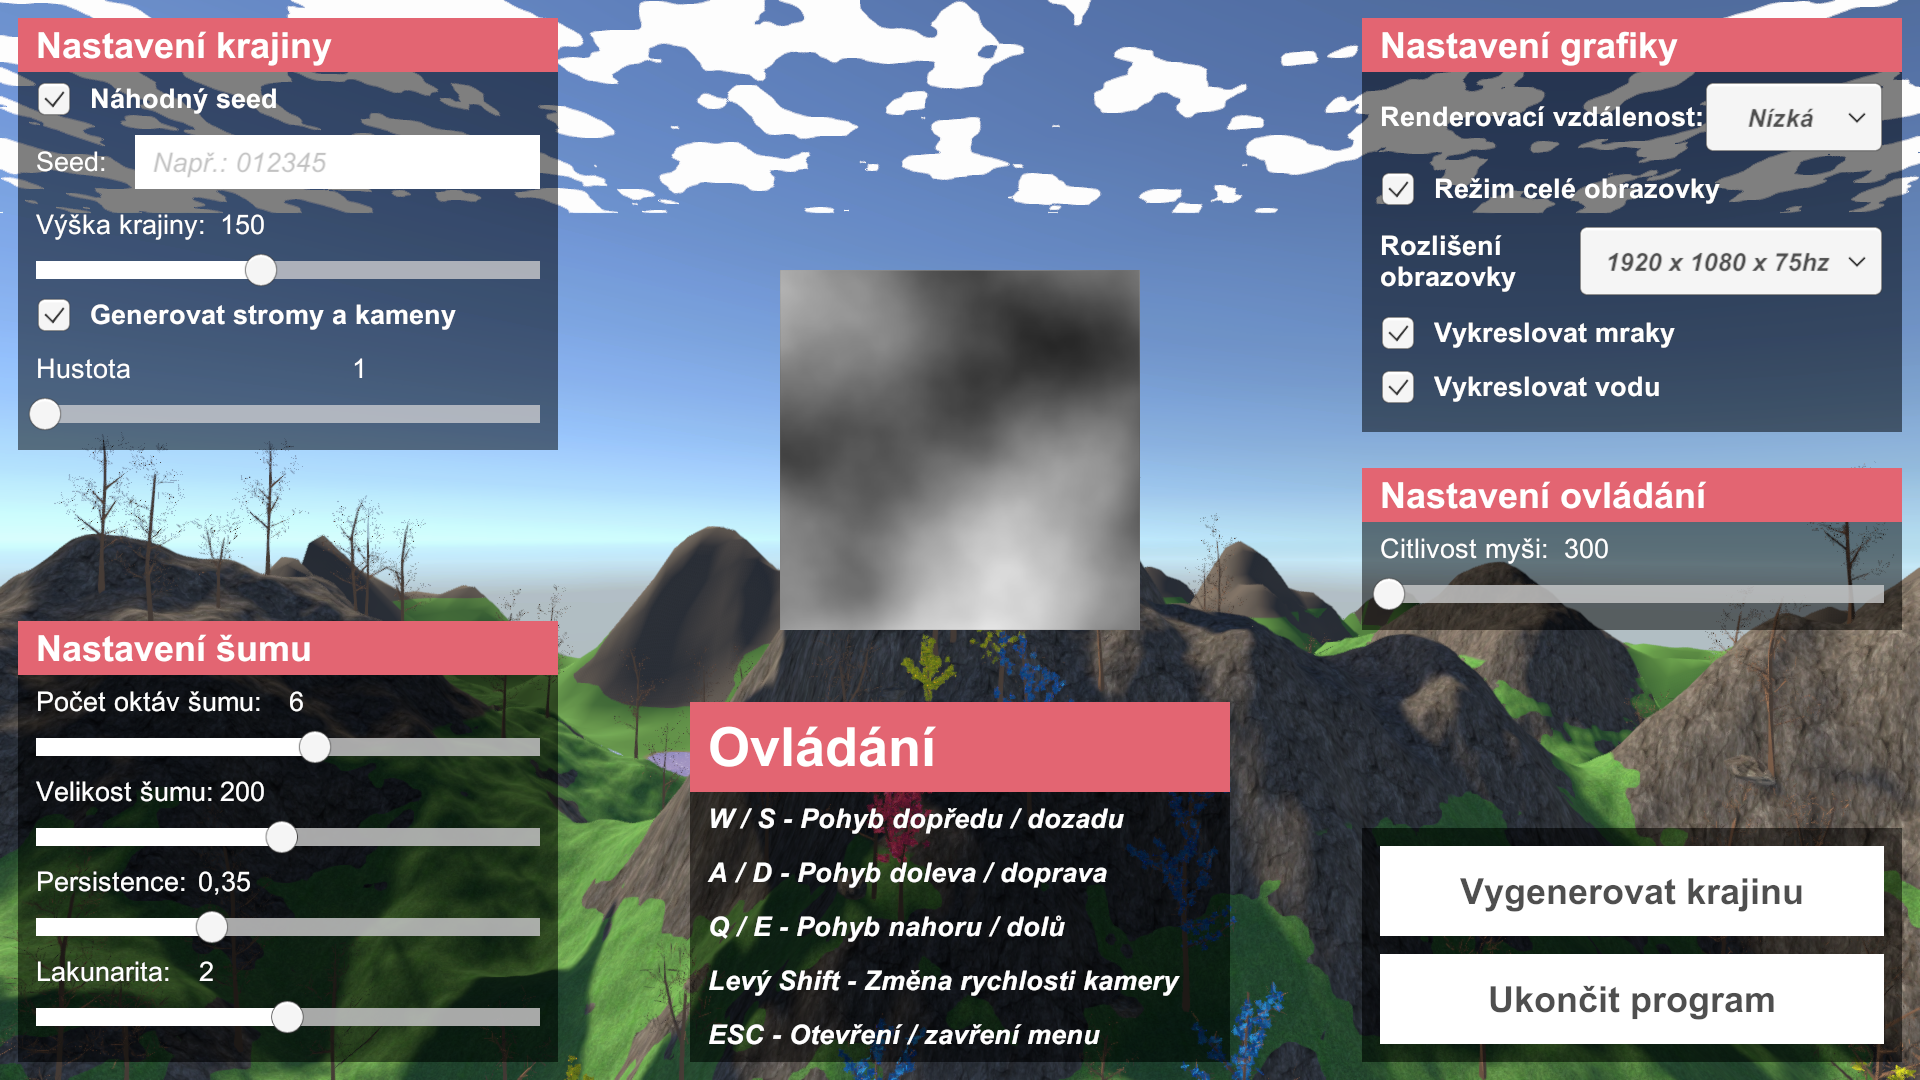 Nastavení krajiny
Náhodný seed
Seed: Např.: 012345
Výška krajiny: 150
Generovat stromy a kameny
Hustota 1
Nastavení šumu
Počet oktáv šumu: 6
Velikost šumu: 200
Persistence: 0,35
Lakunarita: 2
Ovládání
W / S - Pohyb dopředu / dozadu
A / D - Pohyb doleva / doprava
Q / E - Pohyb nahoru / dolů
Levý Shift - Změna rychlosti kamery
ESC - Otevření / zavření menu
Nastavení grafiky
Renderovací vzdálenost: Nízká
Režim celé obrazovky
Rozlišení
obrazovky
1920 x 1080 x 75hz
Vykreslovat mraky
Vykreslovat vodu
Nastavení ovládání
Citlivost myši: 300
Vygenerovat krajinu
Ukončit program